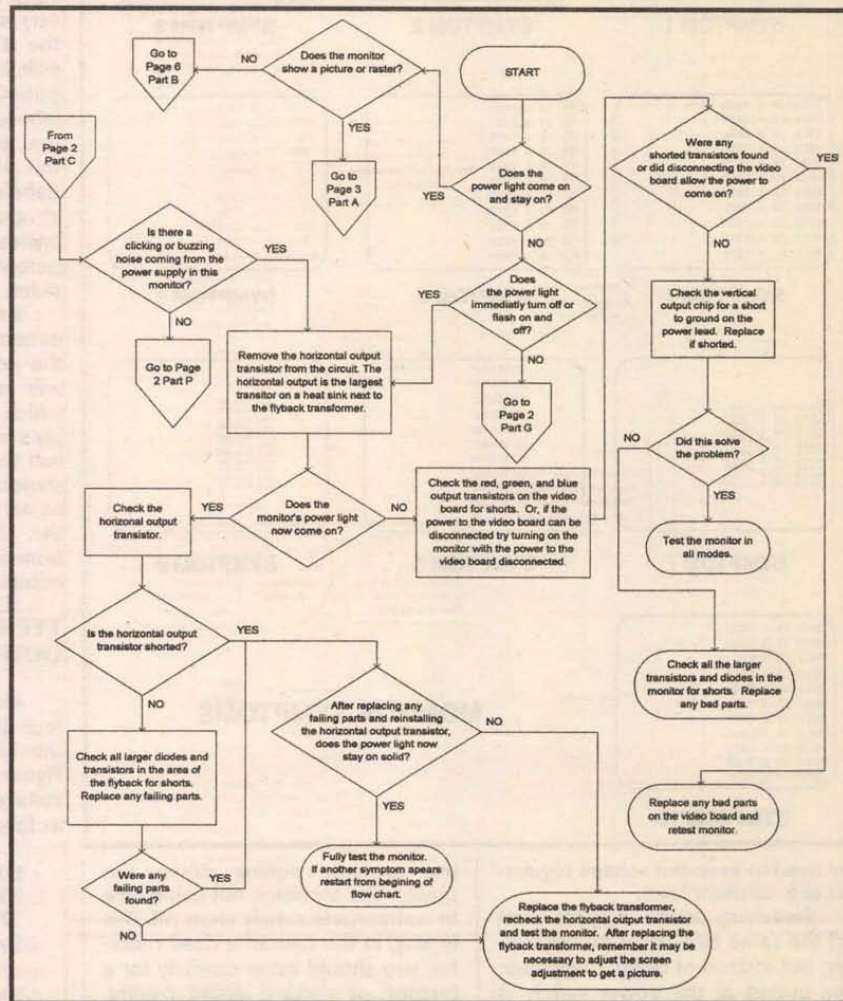 START
Does the
power light come on
and stay on?
YES
NO
Does the monitor
show a picture or raster?
NO
YES
Go to
Page 6
Part B
Go to
Page 3
Part A
Does
the power light
immediatly turn off or
flash on and
off?
YES
NO
Go to
Page 2
Part G
From
Page 2
Part C
Is there a
clicking or buzzing
noise coming from the
power supply in this
monitor?
YES
NO
Go to Page
2 Part P
Remove the horizontal output
transistor from the circuit. The
horizontal output is the largest
transitor on a heat sink next to
the flyback transformer.
Does the
monitor's power light
now come on?
YES
NO
Check the
horizonal output
transistor.
Check the red, green, and blue
output transistors on the video
board for shorts. Or, if the
power to the video board can be
disconnected try turning on the
monitor with the power to the
video board disconnected.
Were any
shorted transistors found
or did disconnecting the video
board allow the power to
come on?
YES
NO
Check the vertical
output chip for a short
to ground on the
power lead. Replace
if shorted.
Did this solve
the problem?
NO
YES
Test the monitor in
all modes.
Check all the larger
transistors and diodes in the
monitor for shorts. Replace
any bad parts.
Replace any bad parts
on the video board and
retest monitor.
Is the horizontal output
transistor shorted?
YES
NO
Check all larger diodes and
transistors in the area of
the flyback for shorts.
Replace any failing parts.
Were any
failing parts
found?
YES
NO
After replacing any
failing parts and reinstalling
the horizontal output transistor,
does the power light now
stay on solid?
NO
YES
Fully test the monitor.
If another symptom apears
restart from begining of
flow chart.
Replace the flyback transformer,
recheck the horizontal output transistor
and test the monitor. After replacing the
flyback transformer, remember it may be
necessary to adjust the screen
adjustment to get a picture.